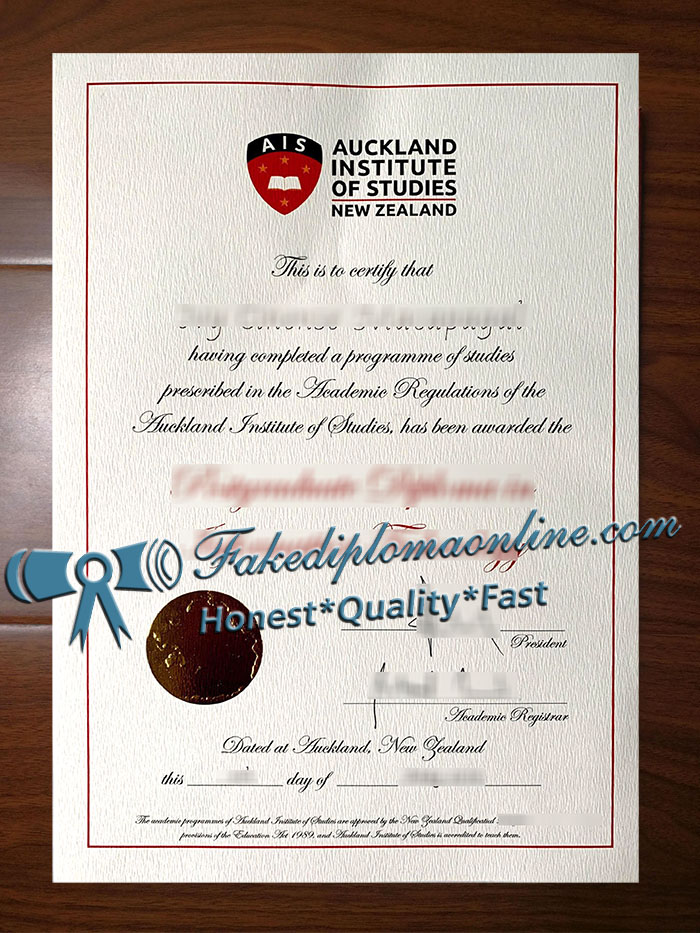 AIS
AUCKLAND
INSTITUTE
OF STUDIES
NEW ZEALAND
This is to certify that
having completed a programme of studies
prescribed in the Academic Regulations of the
Auckland Institute of Studies, has been awarded the
Postgraduate Diploma in
Fakediplomaonline.com
Honest*Quality*Fast
President
Academic Registrar
Dated at Auckland, New Zealand
this day of
The academic programmes of Auckland Institute of Studies are approved by the New Zealand Qualificatio
provisions of the Education Act 1989, and Auckland Institute of Studies is accredited to teach them.